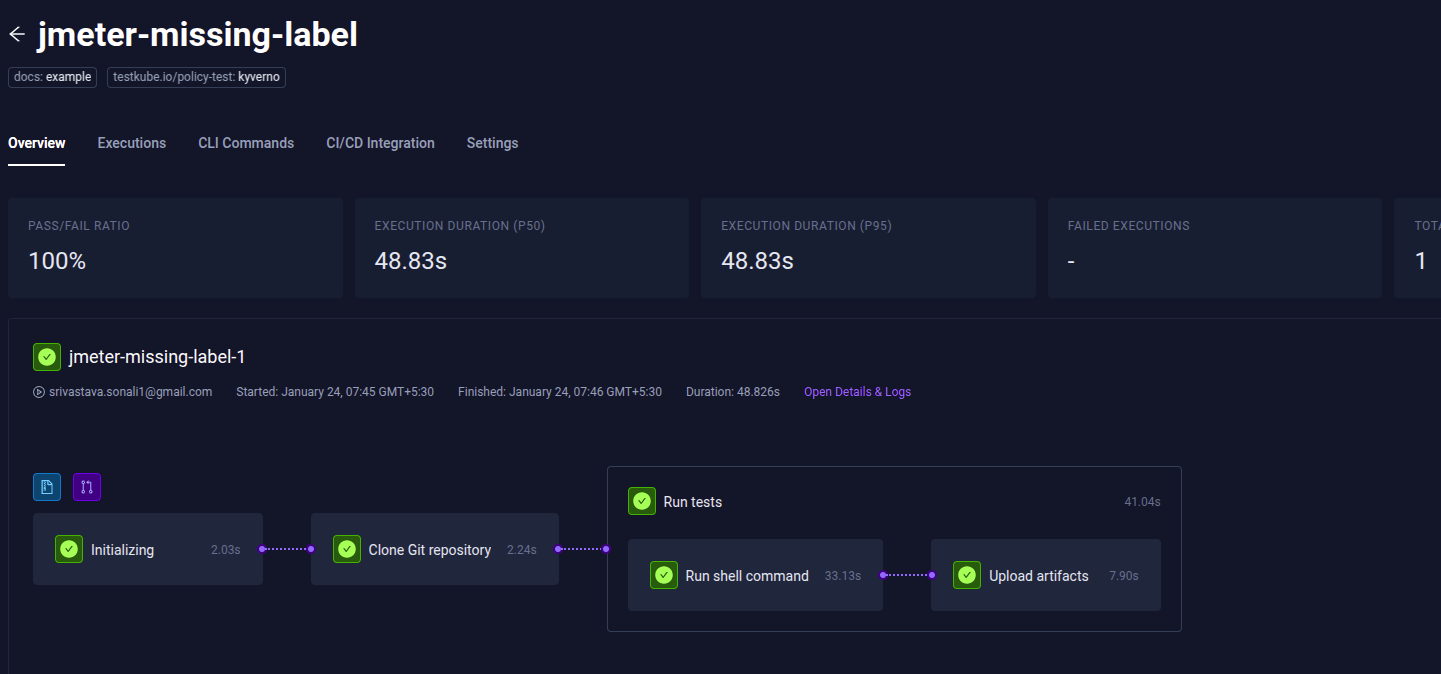 jmeter-missing-label
docs: example testkube.io/policy-test: kyverno
Overview Executions CLI Commands CI/CD Integration Settings
PASS/FAIL RATIO EXECUTION DURATION (P50) EXECUTION DURATION (P95) FAILED EXECUTIONS
100% 48.83s 48.83s - 1
jmeter-missing-label-1
srivastava.sonali1@gmail.com Started: January 24, 07:45 GMT+5:30 Finished: January 24, 07:46 GMT+5:30 Duration: 48.826s Open Details & Logs
Run tests 41.04s
Initializing 2.03s Clone Git repository 2.24s
Run shell command 33.13s Upload artifacts 7.90s